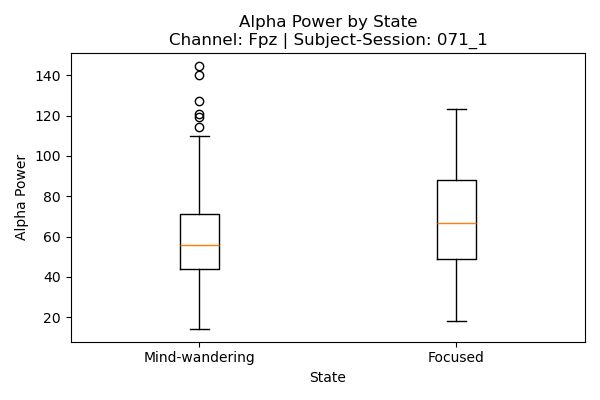 Alpha Power by State
Channel: Fpz | Subject-Session: 071_1
140
120
100
80
60
40
20
Alpha Power
Mind-wandering
Focused
State